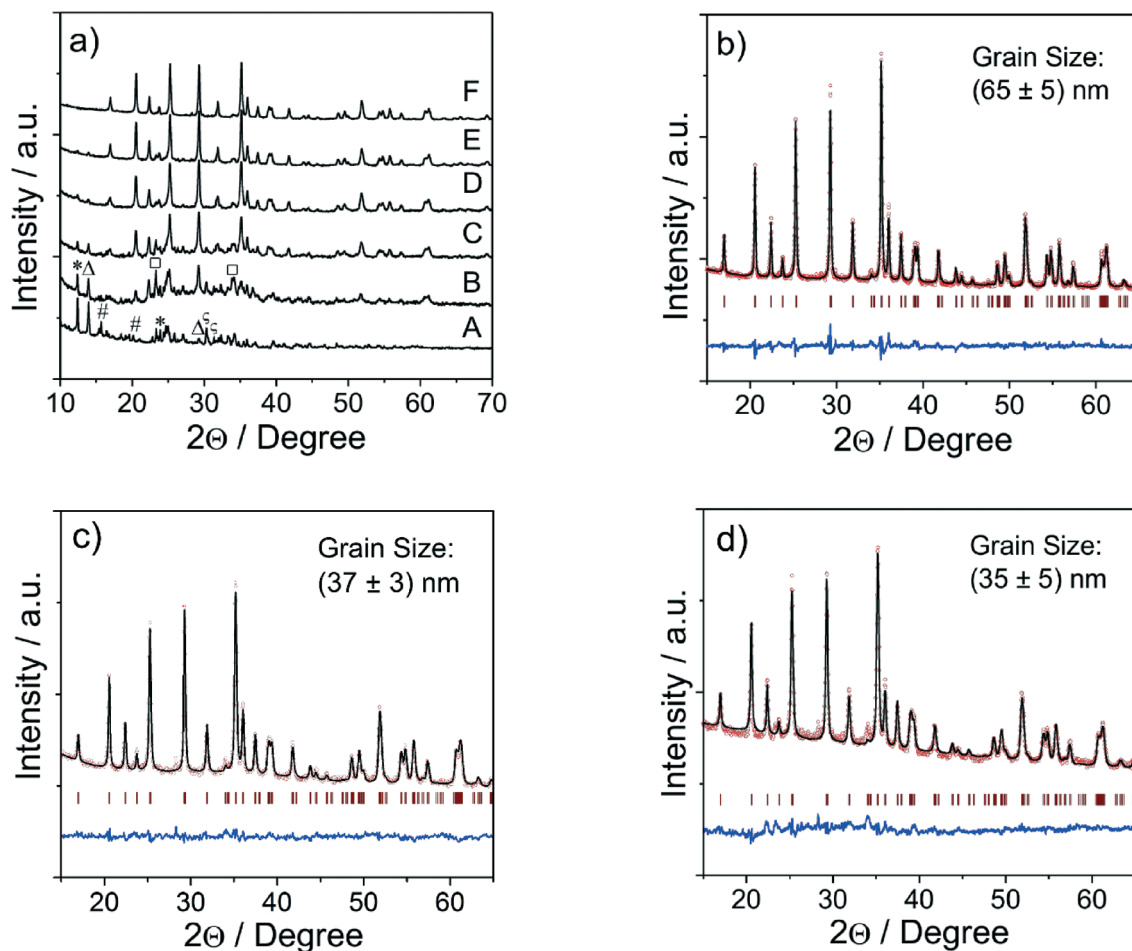 a)
Intensity / a.u.
F
E
D
C
B
A
* Δ □ □
# # * Δ ς ς
10 20 30 40 50 60 70
2Θ / Degree
b)
Grain Size:
(65 ± 5) nm
Intensity / a.u.
20 30 40 50 60
2Θ / Degree
c)
Grain Size:
(37 ± 3) nm
Intensity / a.u.
20 30 40 50 60
2Θ / Degree
d)
Grain Size:
(35 ± 5) nm
Intensity / a.u.
20 30 40 50 60
2Θ / Degree